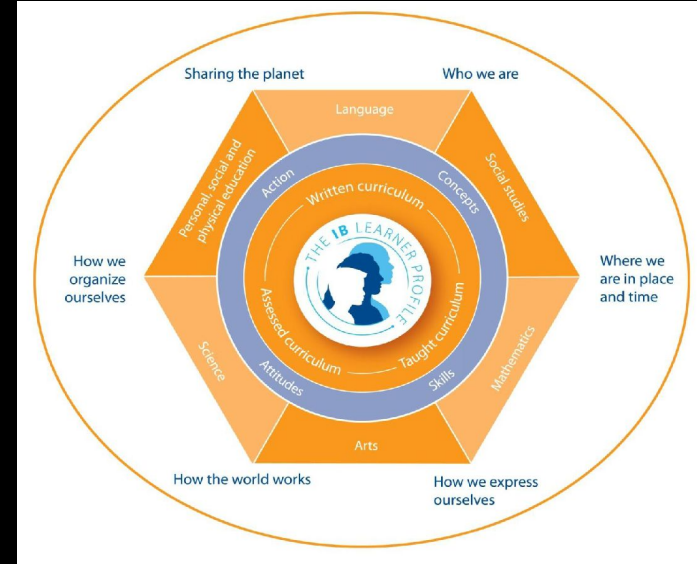 Sharing the planet
Who we are
Language
Personal, social and
physical education
Social studies
Action
Concepts
Written curriculum
THE IB LEARNER PROFILE
How we
organize
ourselves
Where we
are in place
and time
Assessed curriculum
Taught curriculum
Science
Mathematics
Attitudes
Skills
Arts
How the world works
How we express
ourselves